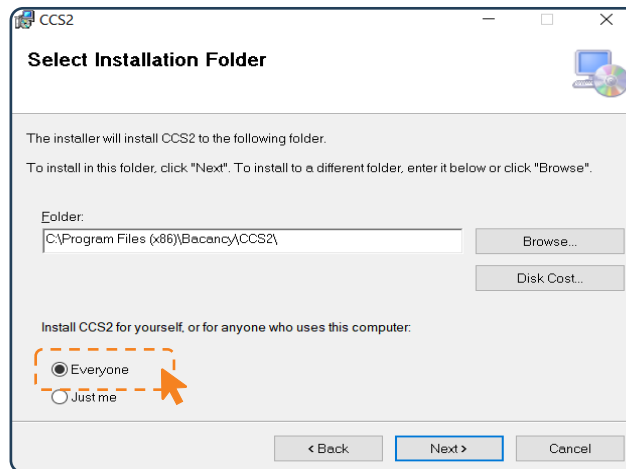 CCS2
Select Installation Folder
The installer will install CCS2 to the following folder.
To install in this folder, click "Next". To install to a different folder, enter it below or click "Browse".
Folder:
C:\Program Files (x86)\Bacancy\CCS2\
Browse...
Disk Cost...
Install CCS2 for yourself, or for anyone who uses this computer:
Everyone
Just me
< Back Next > Cancel